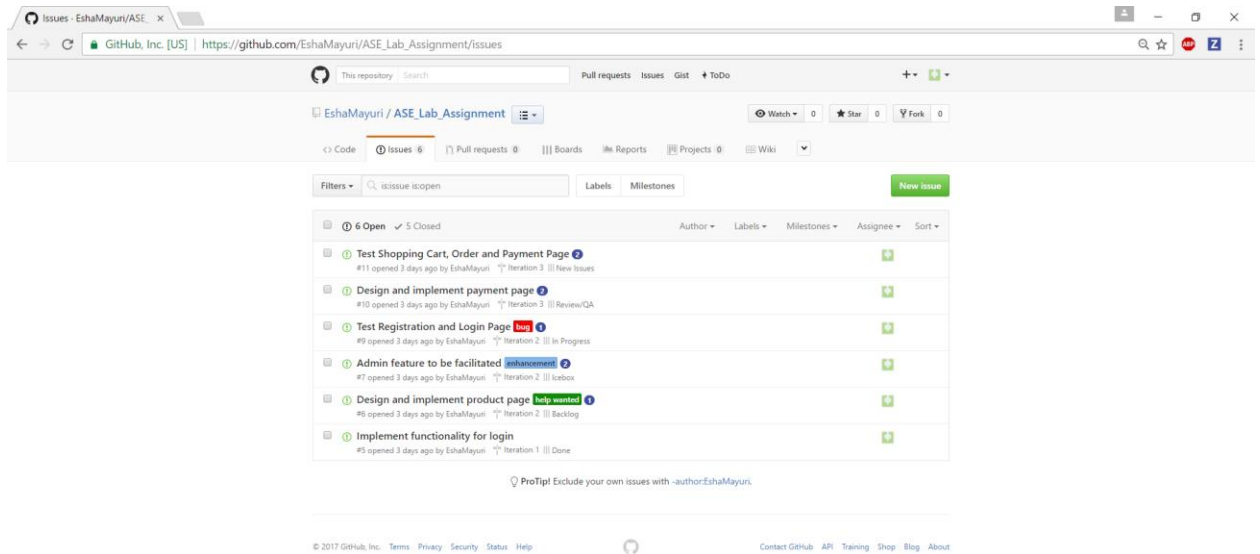 Issues · EshaMayuri/ASE_
GitHub, Inc. [US] | https://github.com/EshaMayuri/ASE_Lab_Assignment/issues
ABP
Z
This repository Search Pull requests Issues Gist + ToDo
EshaMayuri / ASE_Lab_Assignment Watch 0 Star 0 Fork 0
<> Code Issues 6 Pull requests 0 Boards Reports Projects 0 Wiki
Filters is:issue is:open Labels Milestones New issue
6 Open 5 Closed Author Labels Milestones Assignee Sort
Test Shopping Cart, Order and Payment Page 2
#11 opened 3 days ago by EshaMayuri Iteration 3 New Issues
Design and implement payment page 2
#10 opened 3 days ago by EshaMayuri Iteration 3 Review/QA
Test Registration and Login Page bug 1
#9 opened 3 days ago by EshaMayuri Iteration 2 In Progress
Admin feature to be facilitated enhancement 2
#7 opened 3 days ago by EshaMayuri Iteration 2 Icebox
Design and implement product page help wanted 1
#6 opened 3 days ago by EshaMayuri Iteration 2 Backlog
Implement functionality for login
#5 opened 3 days ago by EshaMayuri Iteration 1 Done
ProTip! Exclude your own issues with -author:EshaMayuri.
© 2017 GitHub, Inc. Terms Privacy Security Status Help Contact GitHub API Training Shop Blog About